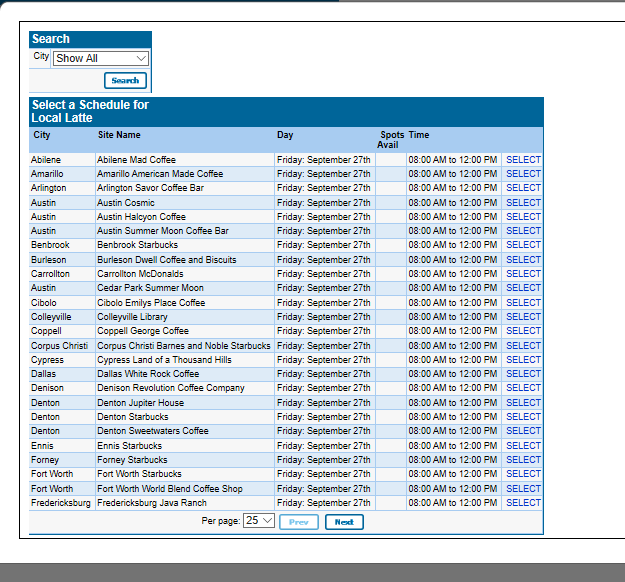 Search
City Show All
Search
Select a Schedule for
Local Latte
City Site Name Day Spots Avail Time
Abilene Abilene Mad Coffee Friday: September 27th 08:00 AM to 12:00 PM SELECT
Amarillo Amarillo American Made Coffee Friday: September 27th 08:00 AM to 12:00 PM SELECT
Arlington Arlington Savor Coffee Bar Friday: September 27th 08:00 AM to 12:00 PM SELECT
Austin Austin Cosmic Friday: September 27th 08:00 AM to 12:00 PM SELECT
Austin Austin Halcyon Coffee Friday: September 27th 08:00 AM to 12:00 PM SELECT
Austin Austin Summer Moon Coffee Bar Friday: September 27th 08:00 AM to 12:00 PM SELECT
Benbrook Benbrook Starbucks Friday: September 27th 08:00 AM to 12:00 PM SELECT
Burleson Burleson Dwell Coffee and Biscuits Friday: September 27th 08:00 AM to 12:00 PM SELECT
Carrollton Carrollton McDonalds Friday: September 27th 08:00 AM to 12:00 PM SELECT
Austin Cedar Park Summer Moon Friday: September 27th 08:00 AM to 12:00 PM SELECT
Cibolo Cibolo Emilys Place Coffee Friday: September 27th 08:00 AM to 12:00 PM SELECT
Colleyville Colleyville Library Friday: September 27th 08:00 AM to 12:00 PM SELECT
Coppell Coppell George Coffee Friday: September 27th 08:00 AM to 12:00 PM SELECT
Corpus Christi Corpus Christi Barnes and Noble Starbucks Friday: September 27th 08:00 AM to 12:00 PM SELECT
Cypress Cypress Land of a Thousand Hills Friday: September 27th 08:00 AM to 12:00 PM SELECT
Dallas Dallas White Rock Coffee Friday: September 27th 08:00 AM to 12:00 PM SELECT
Denison Denison Revolution Coffee Company Friday: September 27th 08:00 AM to 12:00 PM SELECT
Denton Denton Jupiter House Friday: September 27th 08:00 AM to 12:00 PM SELECT
Denton Denton Starbucks Friday: September 27th 08:00 AM to 12:00 PM SELECT
Denton Denton Sweetwaters Coffee Friday: September 27th 08:00 AM to 12:00 PM SELECT
Ennis Ennis Starbucks Friday: September 27th 08:00 AM to 12:00 PM SELECT
Forney Forney Starbucks Friday: September 27th 08:00 AM to 12:00 PM SELECT
Fort Worth Fort Worth Starbucks Friday: September 27th 08:00 AM to 12:00 PM SELECT
Fort Worth Fort Worth World Blend Coffee Shop Friday: September 27th 08:00 AM to 12:00 PM SELECT
Fredericksburg Fredericksburg Java Ranch Friday: September 27th 08:00 AM to 12:00 PM SELECT
Per page: 25 Prev Next